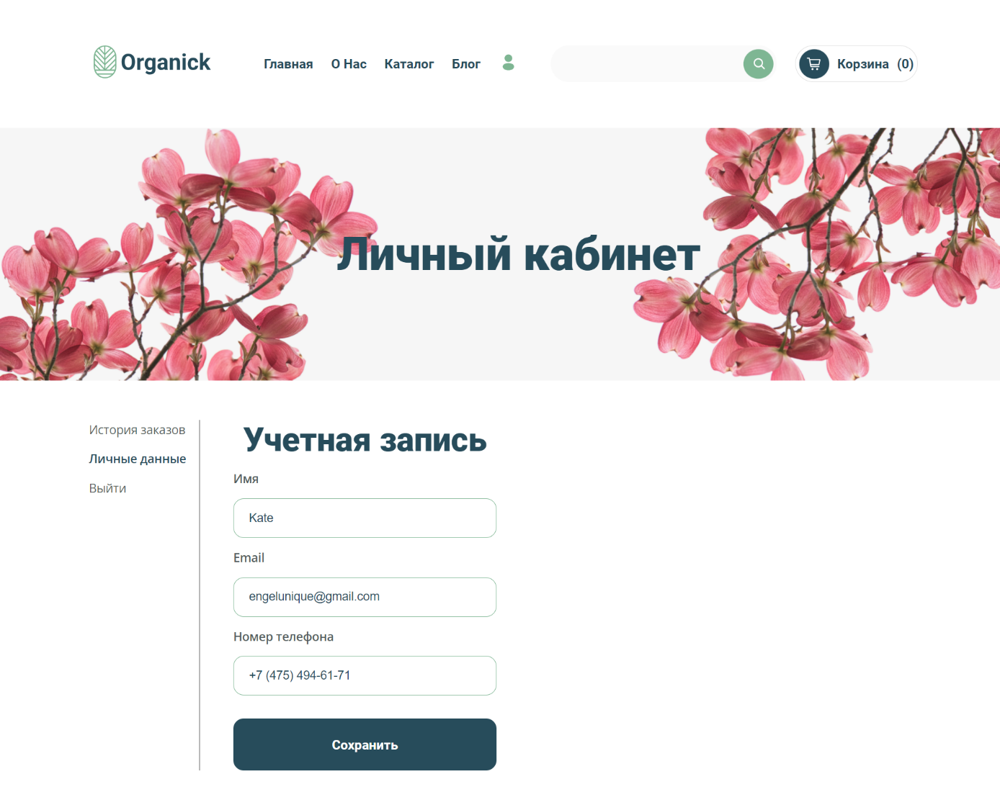 Organick
Главная О Нас Каталог Блог
Корзина (0)
Личный кабинет
История заказов
Личные данные
Выйти
Учетная запись
Имя
Kate
Email
engelunique@gmail.com
Номер телефона
+7 (475) 494-61-71
Сохранить